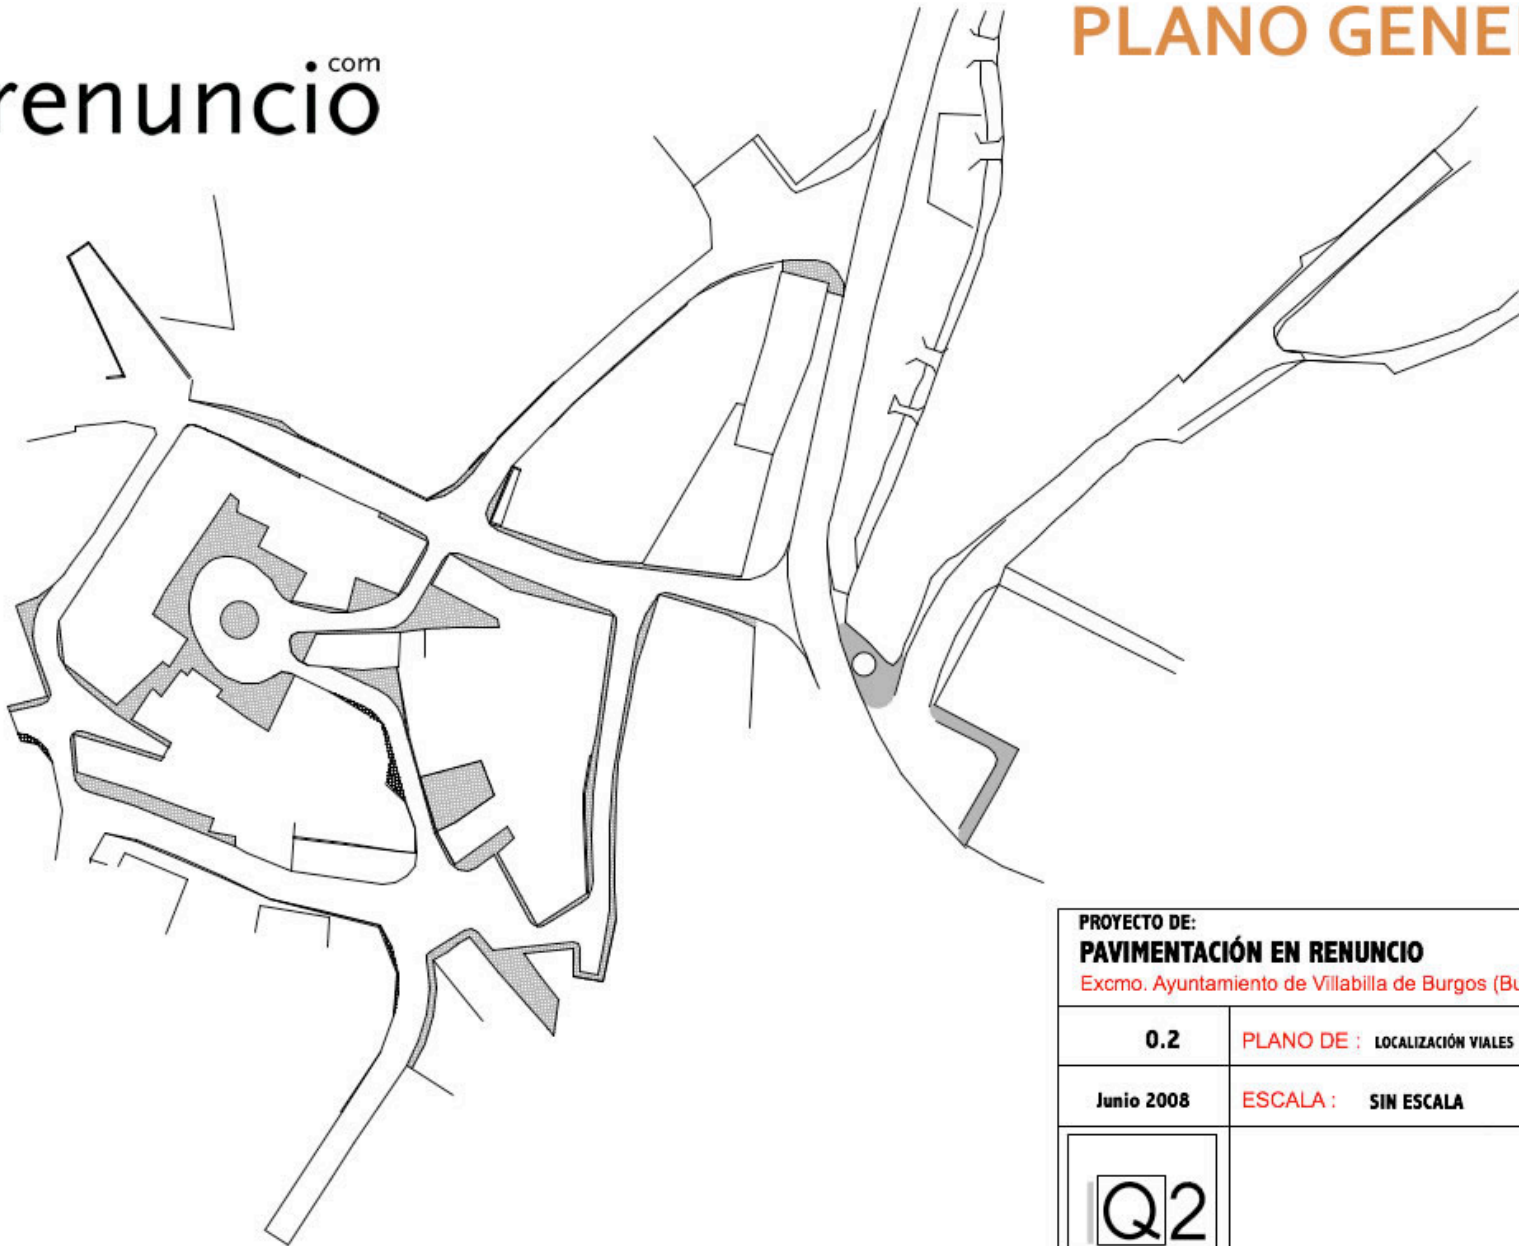 PLANO GENE
com
renuncio
PROYECTO DE:
PAVIMENTACIÓN EN RENUNCIO
Excmo. Ayuntamiento de Villabilla de Burgos (Bu
0.2 PLANO DE : LOCALIZACIÓN VIALES
Junio 2008 ESCALA : SIN ESCALA
Q2